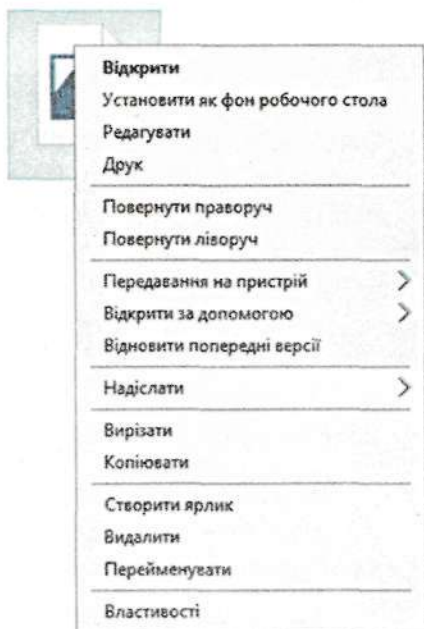 Відкрити
Установити як фон робочого стола
Редагувати
Друк
Повернути праворуч
Повернути ліворуч
Передавання на пристрій
Відкрити за допомогою
Відновити попередні версії
Надіслати
Вирізати
Копіювати
Створити ярлик
Видалити
Перейменувати
Властивості